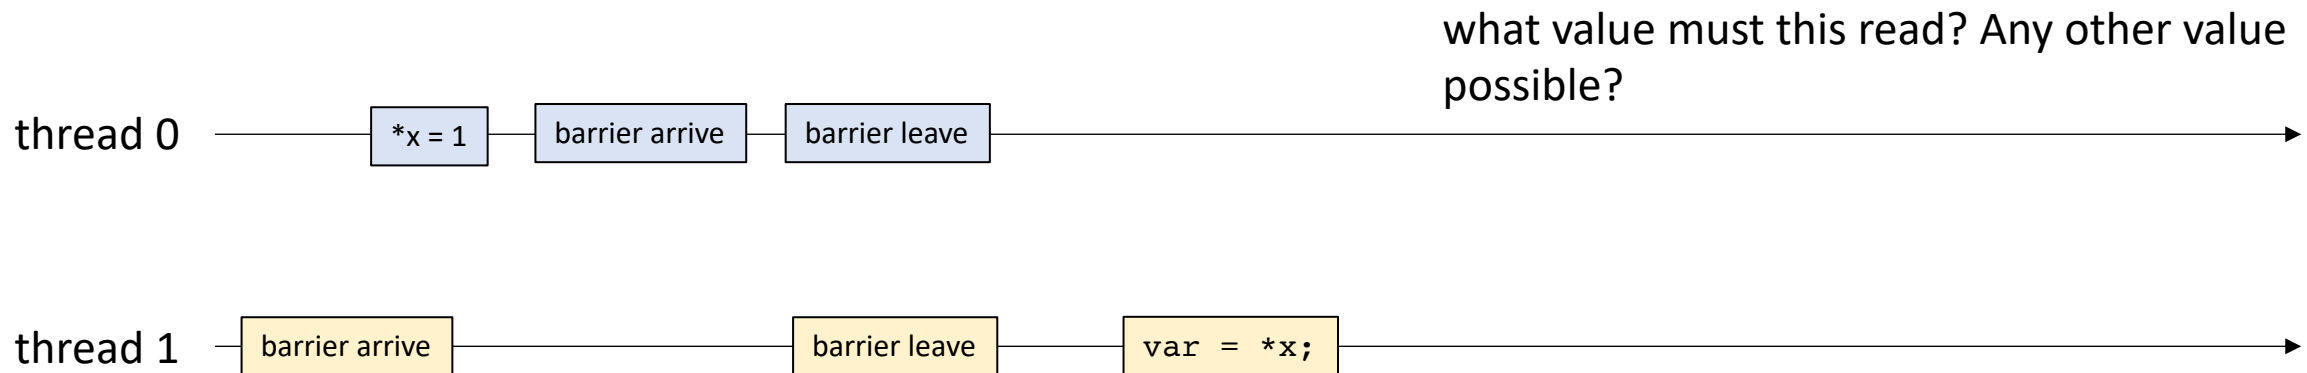 what value must this read? Any other value
possible?
thread 0
*x = 1
barrier arrive
barrier leave
thread 1
barrier arrive
barrier leave
var = *x;